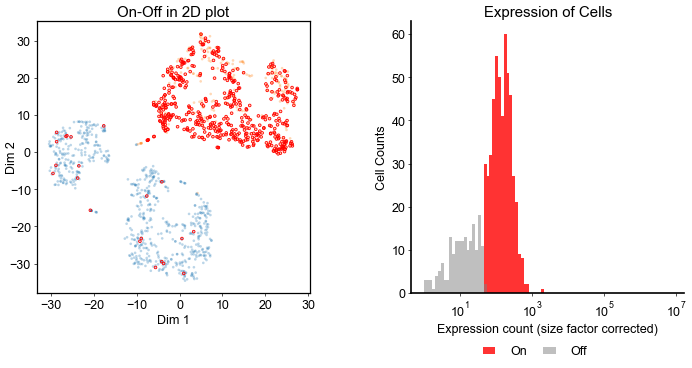 On-Off in 2D plot
Dim 2
30
20
10
0
−10
−20
−30
−30 −20 −10 0 10 20 30
Dim 1
Expression of Cells
Cell Counts
60
50
40
30
20
10
0
10^1 10^3 10^5 10^7
Expression count (size factor corrected)
On Off